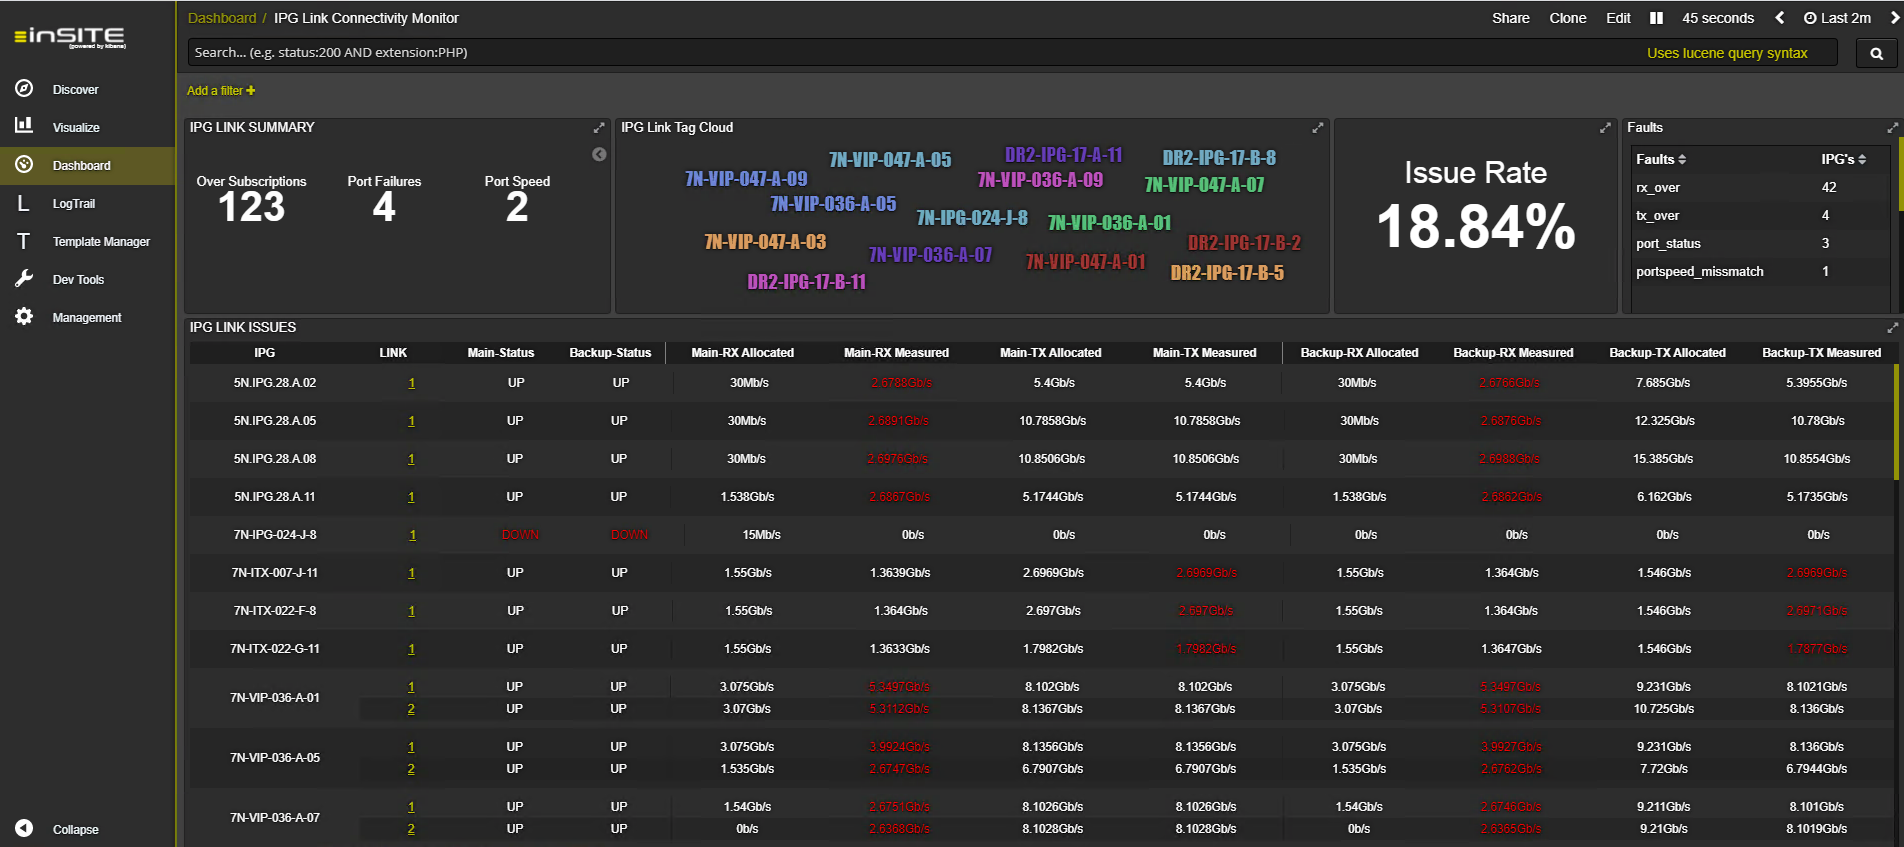 inSITE
(powered by kibana)
Discover
Visualize
Dashboard
L LogTrail
T Template Manager
Dev Tools
Management
Collapse
Dashboard / IPG Link Connectivity Monitor
Share Clone Edit 45 seconds Last 2m
Search... (e.g. status:200 AND extension:PHP) Uses lucene query syntax
Add a filter +
IPG LINK SUMMARY
Over Subscriptions Port Failures Port Speed
123 4 2
IPG Link Tag Cloud
7N-VIP-047-A-05 DR2-IPG-17-A-11 DR2-IPG-17-B-8
7N-VIP-047-A-09 7N-VIP-036-A-09 7N-VIP-047-A-07
7N-VIP-036-A-05 7N-IPG-024-J-8 7N-VIP-036-A-01
7N-VIP-047-A-03 7N-VIP-036-A-07 7N-VIP-047-A-01 DR2-IPG-17-B-2
DR2-IPG-17-B-11 DR2-IPG-17-B-5
Issue Rate
18.84%
Faults
Faults IPG's
rx_over 42
tx_over 4
port_status 3
portspeed_missmatch 1
IPG LINK ISSUES
IPG LINK Main-Status Backup-Status Main-RX Allocated Main-RX Measured Main-TX Allocated Main-TX Measured Backup-RX Allocated Backup-RX Measured Backup-TX Allocated Backup-TX Measured
5N.IPG.28.A.02 1 UP UP 30Mb/s 2.6788Gb/s 5.4Gb/s 5.4Gb/s 30Mb/s 2.6766Gb/s 7.685Gb/s 5.3955Gb/s
5N.IPG.28.A.05 1 UP UP 30Mb/s 2.6891Gb/s 10.7858Gb/s 10.7858Gb/s 30Mb/s 2.6876Gb/s 12.325Gb/s 10.78Gb/s
5N.IPG.28.A.08 1 UP UP 30Mb/s 2.6976Gb/s 10.8506Gb/s 10.8506Gb/s 30Mb/s 2.6988Gb/s 15.385Gb/s 10.8554Gb/s
5N.IPG.28.A.11 1 UP UP 1.538Gb/s 2.6867Gb/s 5.1744Gb/s 5.1744Gb/s 1.538Gb/s 2.6862Gb/s 6.162Gb/s 5.1735Gb/s
7N-IPG-024-J-8 1 DOWN DOWN 15Mb/s 0b/s 0b/s 0b/s 0b/s 0b/s 0b/s 0b/s
7N-ITX-007-J-11 1 UP UP 1.55Gb/s 1.3639Gb/s 2.6969Gb/s 2.6969Gb/s 1.55Gb/s 1.364Gb/s 1.546Gb/s 2.6969Gb/s
7N-ITX-022-F-8 1 UP UP 1.55Gb/s 1.364Gb/s 2.697Gb/s 2.697Gb/s 1.55Gb/s 1.364Gb/s 1.546Gb/s 2.6971Gb/s
7N-ITX-022-G-11 1 UP UP 1.55Gb/s 1.3633Gb/s 1.7982Gb/s 1.7982Gb/s 1.55Gb/s 1.3647Gb/s 1.546Gb/s 1.7877Gb/s
7N-VIP-036-A-01 1 UP UP 3.075Gb/s 5.3497Gb/s 8.102Gb/s 8.102Gb/s 3.075Gb/s 5.3497Gb/s 9.231Gb/s 8.1021Gb/s
2 UP UP 3.07Gb/s 5.3112Gb/s 8.1367Gb/s 8.1367Gb/s 3.07Gb/s 5.3107Gb/s 10.725Gb/s 8.136Gb/s
7N-VIP-036-A-05 1 UP UP 3.075Gb/s 3.9924Gb/s 8.1356Gb/s 8.1356Gb/s 3.075Gb/s 3.9927Gb/s 9.231Gb/s 8.136Gb/s
2 UP UP 1.535Gb/s 2.6747Gb/s 6.7907Gb/s 6.7907Gb/s 1.535Gb/s 2.6762Gb/s 7.72Gb/s 6.7944Gb/s
7N-VIP-036-A-07 1 UP UP 1.54Gb/s 2.6751Gb/s 8.1026Gb/s 8.1026Gb/s 1.54Gb/s 2.6746Gb/s 9.211Gb/s 8.101Gb/s
2 UP UP 0b/s 2.6368Gb/s 8.1028Gb/s 8.1028Gb/s 0b/s 2.6365Gb/s 9.21Gb/s 8.1019Gb/s